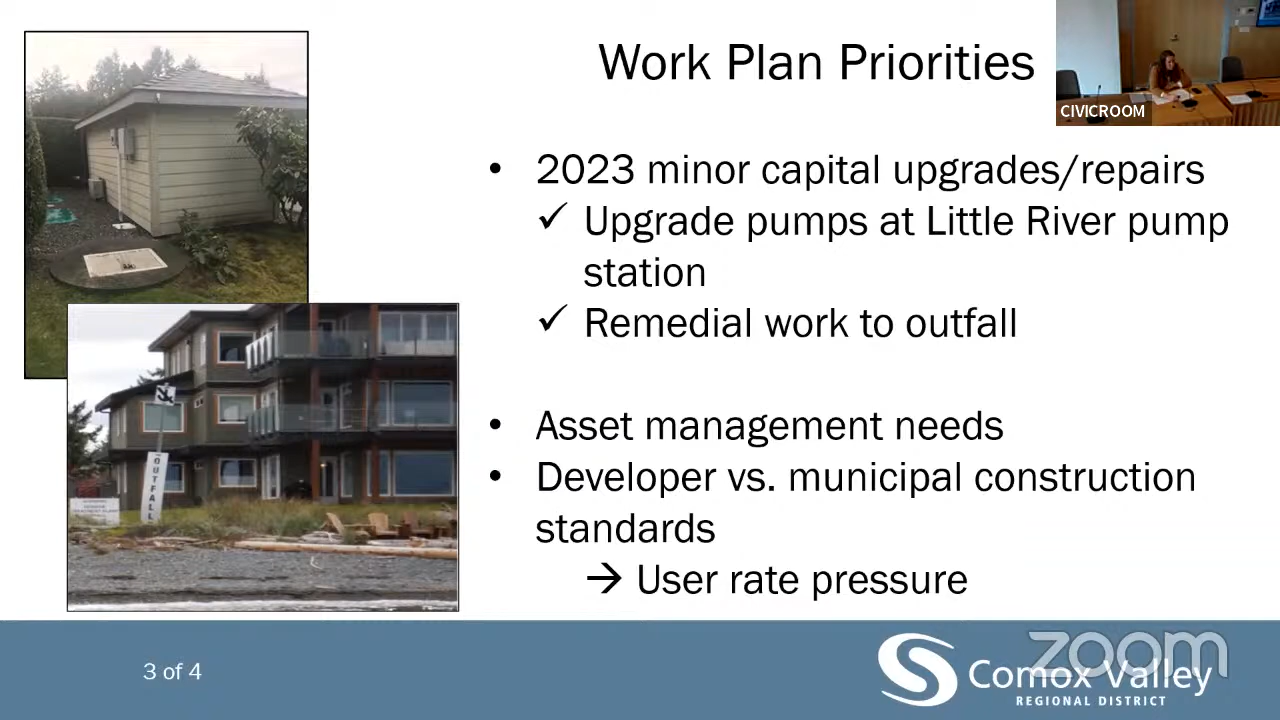 Work Plan Priorities
CIVICROOM
• 2023 minor capital upgrades/repairs
✓ Upgrade pumps at Little River pump
station
✓ Remedial work to outfall
• Asset management needs
• Developer vs. municipal construction
standards
→ User rate pressure
OUTFALL
3 of 4
zoom
Comox Valley
REGIONAL DISTRICT